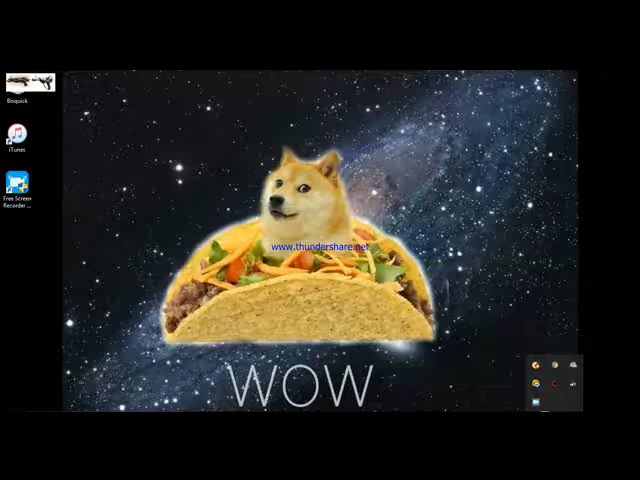 Bisquick
iTunes
Free Screen
Recorder ...
www.thundershare.net
WOW